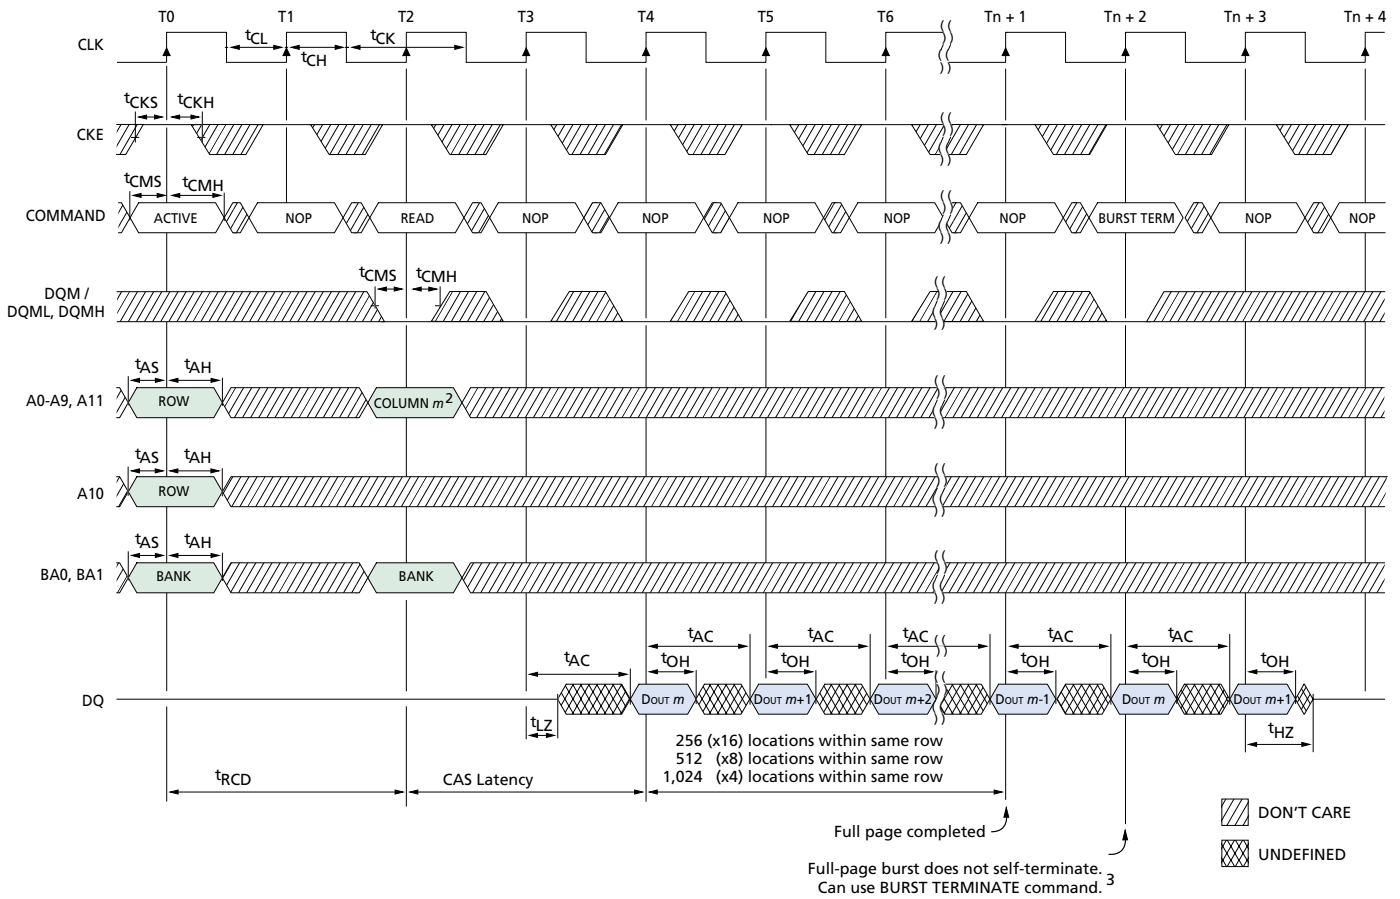 T0 T1 T2 T3 T4 T5 T6 Tn + 1 Tn + 2 Tn + 3 Tn + 4
CLK
tCL tCK
tCH
tCKS tCKH
CKE
tCMS tCMH
COMMAND ACTIVE NOP READ NOP NOP NOP NOP NOP BURST TERM NOP NOP
tCMS tCMH
DQM /
DQML, DQMH
tAS tAH
A0-A9, A11 ROW COLUMN m2
tAS tAH
A10 ROW
tAS tAH
BA0, BA1 BANK BANK
tAC tAC tAC tAC tAC tAC
tOH tOH tOH tOH tOH tOH
DQ DOUT m DOUT m+1 DOUT m+2 DOUT m-1 DOUT m DOUT m+1
tLZ tHZ
256 (x16) locations within same row
512 (x8) locations within same row
1,024 (x4) locations within same row
tRCD CAS Latency
Full page completed
Full-page burst does not self-terminate.
Can use BURST TERMINATE command. 3
DON'T CARE
UNDEFINED